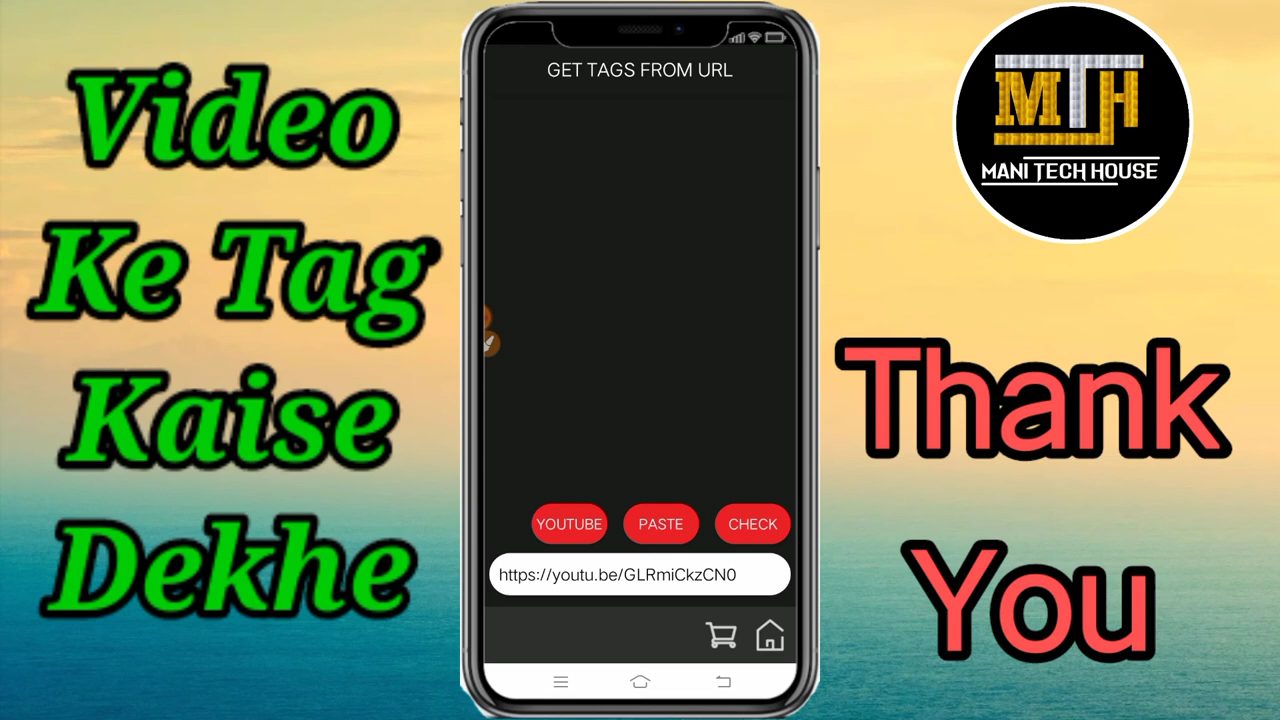 Video
Ke Tag
Kaise
Dekhe
GET TAGS FROM URL
YOUTUBE
PASTE
CHECK
https://youtu.be/GLRmiCkzCN0
MTH
MANI TECH HOUSE
Thank
You